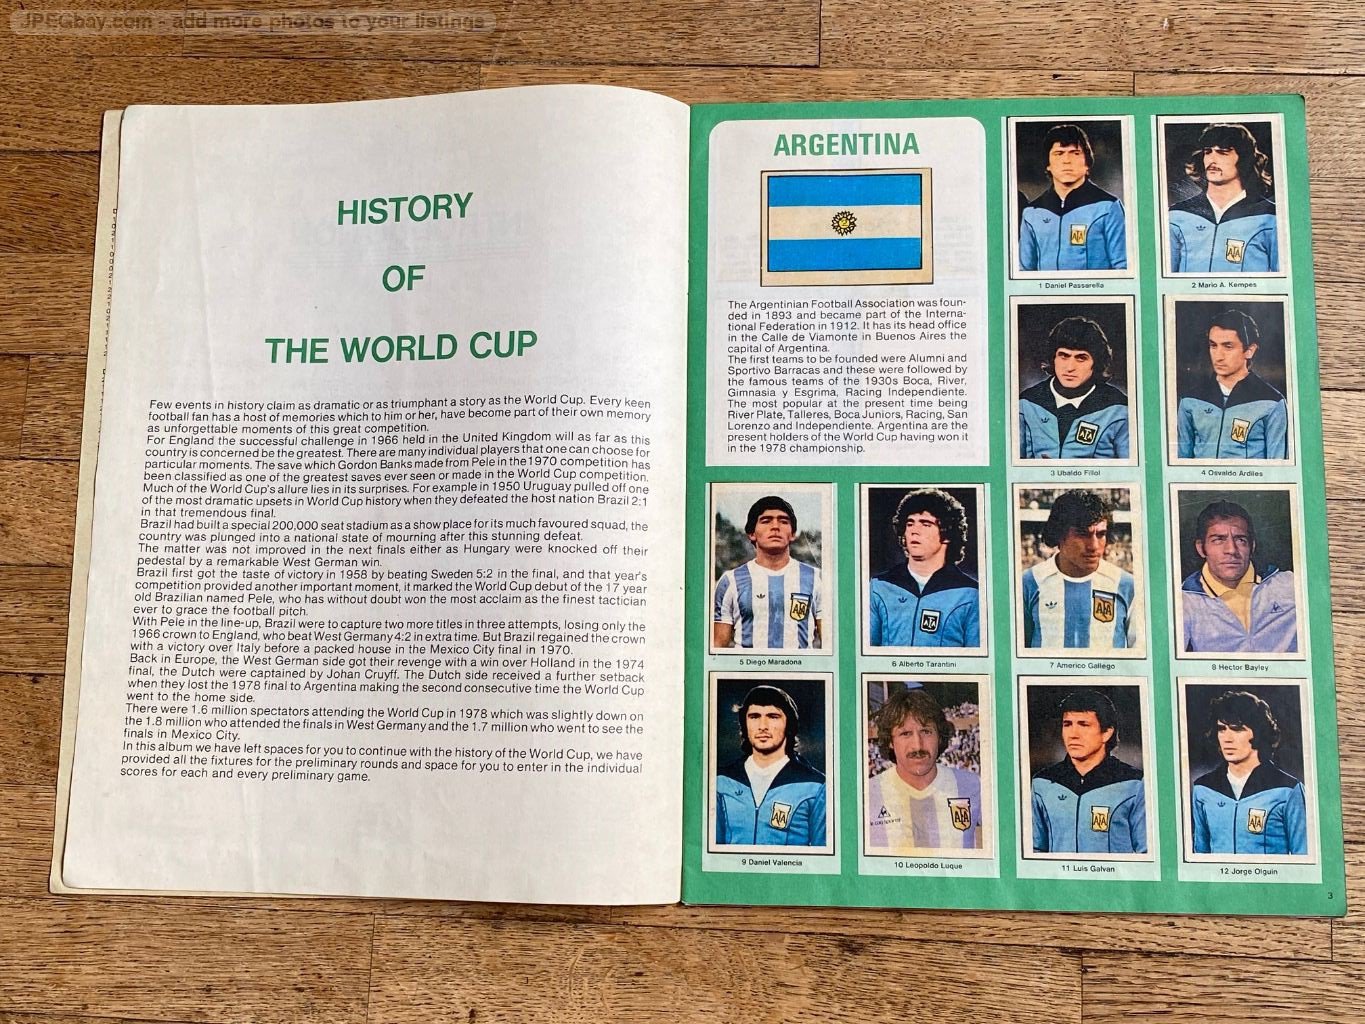 JPEGbay.com - add more photos to your listings
HISTORY
OF
THE WORLD CUP
Few events in history claim as dramatic or as triumphant a story as the World Cup. Every keen
football fan has a host of memories which to him or her, have become part of their own memory
as unforgettable moments of this great competition.
For England the successful challenge in 1966 held in the United Kingdom will as far as this
country is concerned be the greatest. There are many individual players that one can choose for
particular moments. The save which Gordon Banks made from Pele in the 1970 competition has
been classified as one of the greatest saves ever seen or made in the World Cup competition.
Much of the World Cup's allure lies in its surprises. For example in 1950 Uruguay pulled off one
of the most dramatic upsets in World Cup history when they defeated the host nation Brazil 2:1
in that tremendous final.
Brazil had built a special 200,000 seat stadium as a show place for its much favoured squad, the
country was plunged into a national state of mourning after this stunning defeat.
The matter was not improved in the next finals either as Hungary were knocked off their
pedestal by a remarkable West German win.
Brazil first got the taste of victory in 1958 by beating Sweden 5:2 in the final, and that year's
competition provided another important moment, it marked the World Cup debut of the 17 year
old Brazilian named Pele, who has without doubt won the most acclaim as the finest tactician
ever to grace the football pitch.
With Pele in the line-up, Brazil were to capture two more titles in three attempts, losing only the
1966 crown to England, who beat West Germany 4:2 in extra time. But Brazil regained the crown
with a victory over Italy before a packed house in the Mexico City final in 1970.
Back in Europe, the West German side got their revenge with a win over Holland in the 1974
final, the Dutch were captained by Johan Cruyff. The Dutch side received a further setback
when they lost the 1978 final to Argentina making the second consecutive time the World Cup
went to the home side.
There were 1.6 million spectators attending the World Cup in 1978 which was slightly down on
the 1.8 million who attended the finals in West Germany and the 1.7 million who went to see the
finals in Mexico City.
In this album we have left spaces for you to continue with the history of the World Cup, we have
provided all the fixtures for the preliminary rounds and space for you to enter in the individual
scores for each and every preliminary game.
ARGENTINA
The Argentinian Football Association was foun-
ded in 1893 and became part of the Interna-
tional Federation in 1912. It has its head office
in the Calle de Viamonte in Buenos Aires the
capital of Argentina.
The first teams to be founded were Alumni and
Sportivo Barracas and these were followed by
the famous teams of the 1930s Boca, River,
Gimnasia y Esgrima, Racing Independiente.
The most popular at the present time being
River Plate, Talleres, Boca Juniors, Racing, San
Lorenzo and Independiente. Argentina are the
present holders of the World Cup having won it
in the 1978 championship.
1 Daniel Passarella
2 Mario A. Kempes
3 Ubaldo Fillol
4 Osvaldo Ardiles
5 Diego Maradona
6 Alberto Tarantini
7 Americo Gallego
8 Hector Bayley
9 Daniel Valencia
10 Leopoldo Luque
11 Luis Galvan
12 Jorge Olguin
3